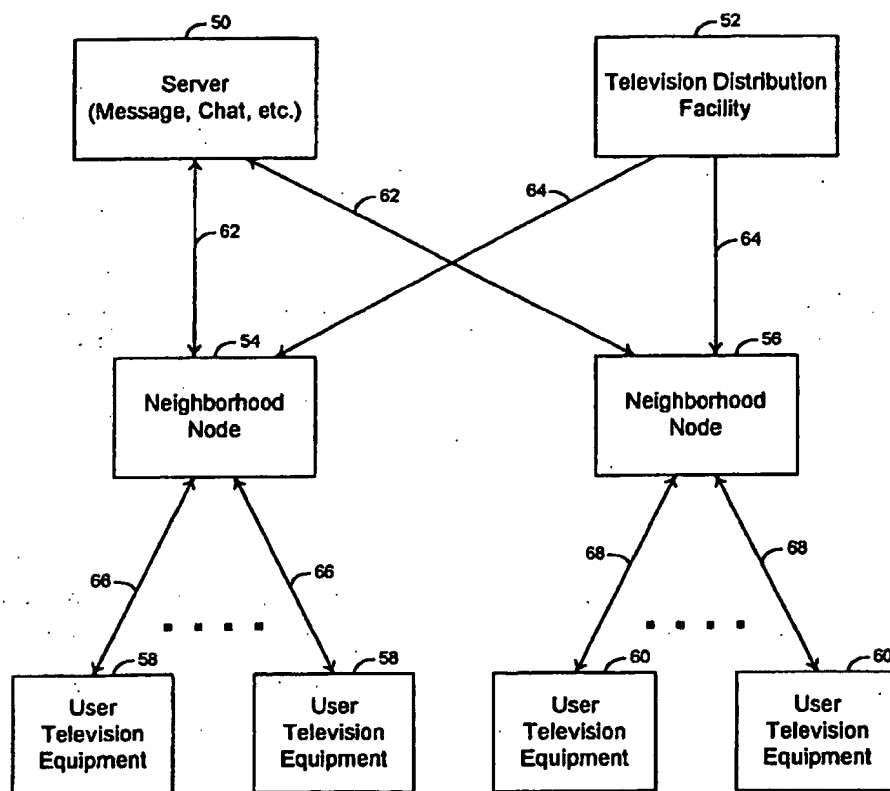 50
52
Server
(Message, Chat, etc.)
Television Distribution
Facility
62
62
64
64
54
56
Neighborhood
Node
Neighborhood
Node
66
66
68
68
58
58
60
60
User
Television
Equipment
User
Television
Equipment
User
Television
Equipment
User
Television
Equipment